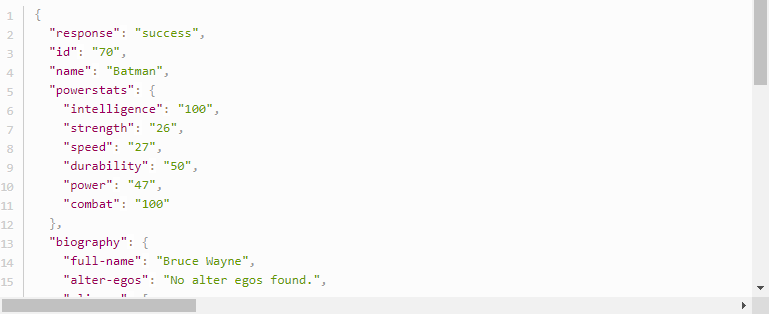 1 {
2 "response": "success",
3 "id": "70",
4 "name": "Batman",
5 "powerstats": {
6 "intelligence": "100",
7 "strength": "26",
8 "speed": "27",
9 "durability": "50",
10 "power": "47",
11 "combat": "100"
12 },
13 "biography": {
14 "full-name": "Bruce Wayne",
15 "alter-egos": "No alter egos found.",